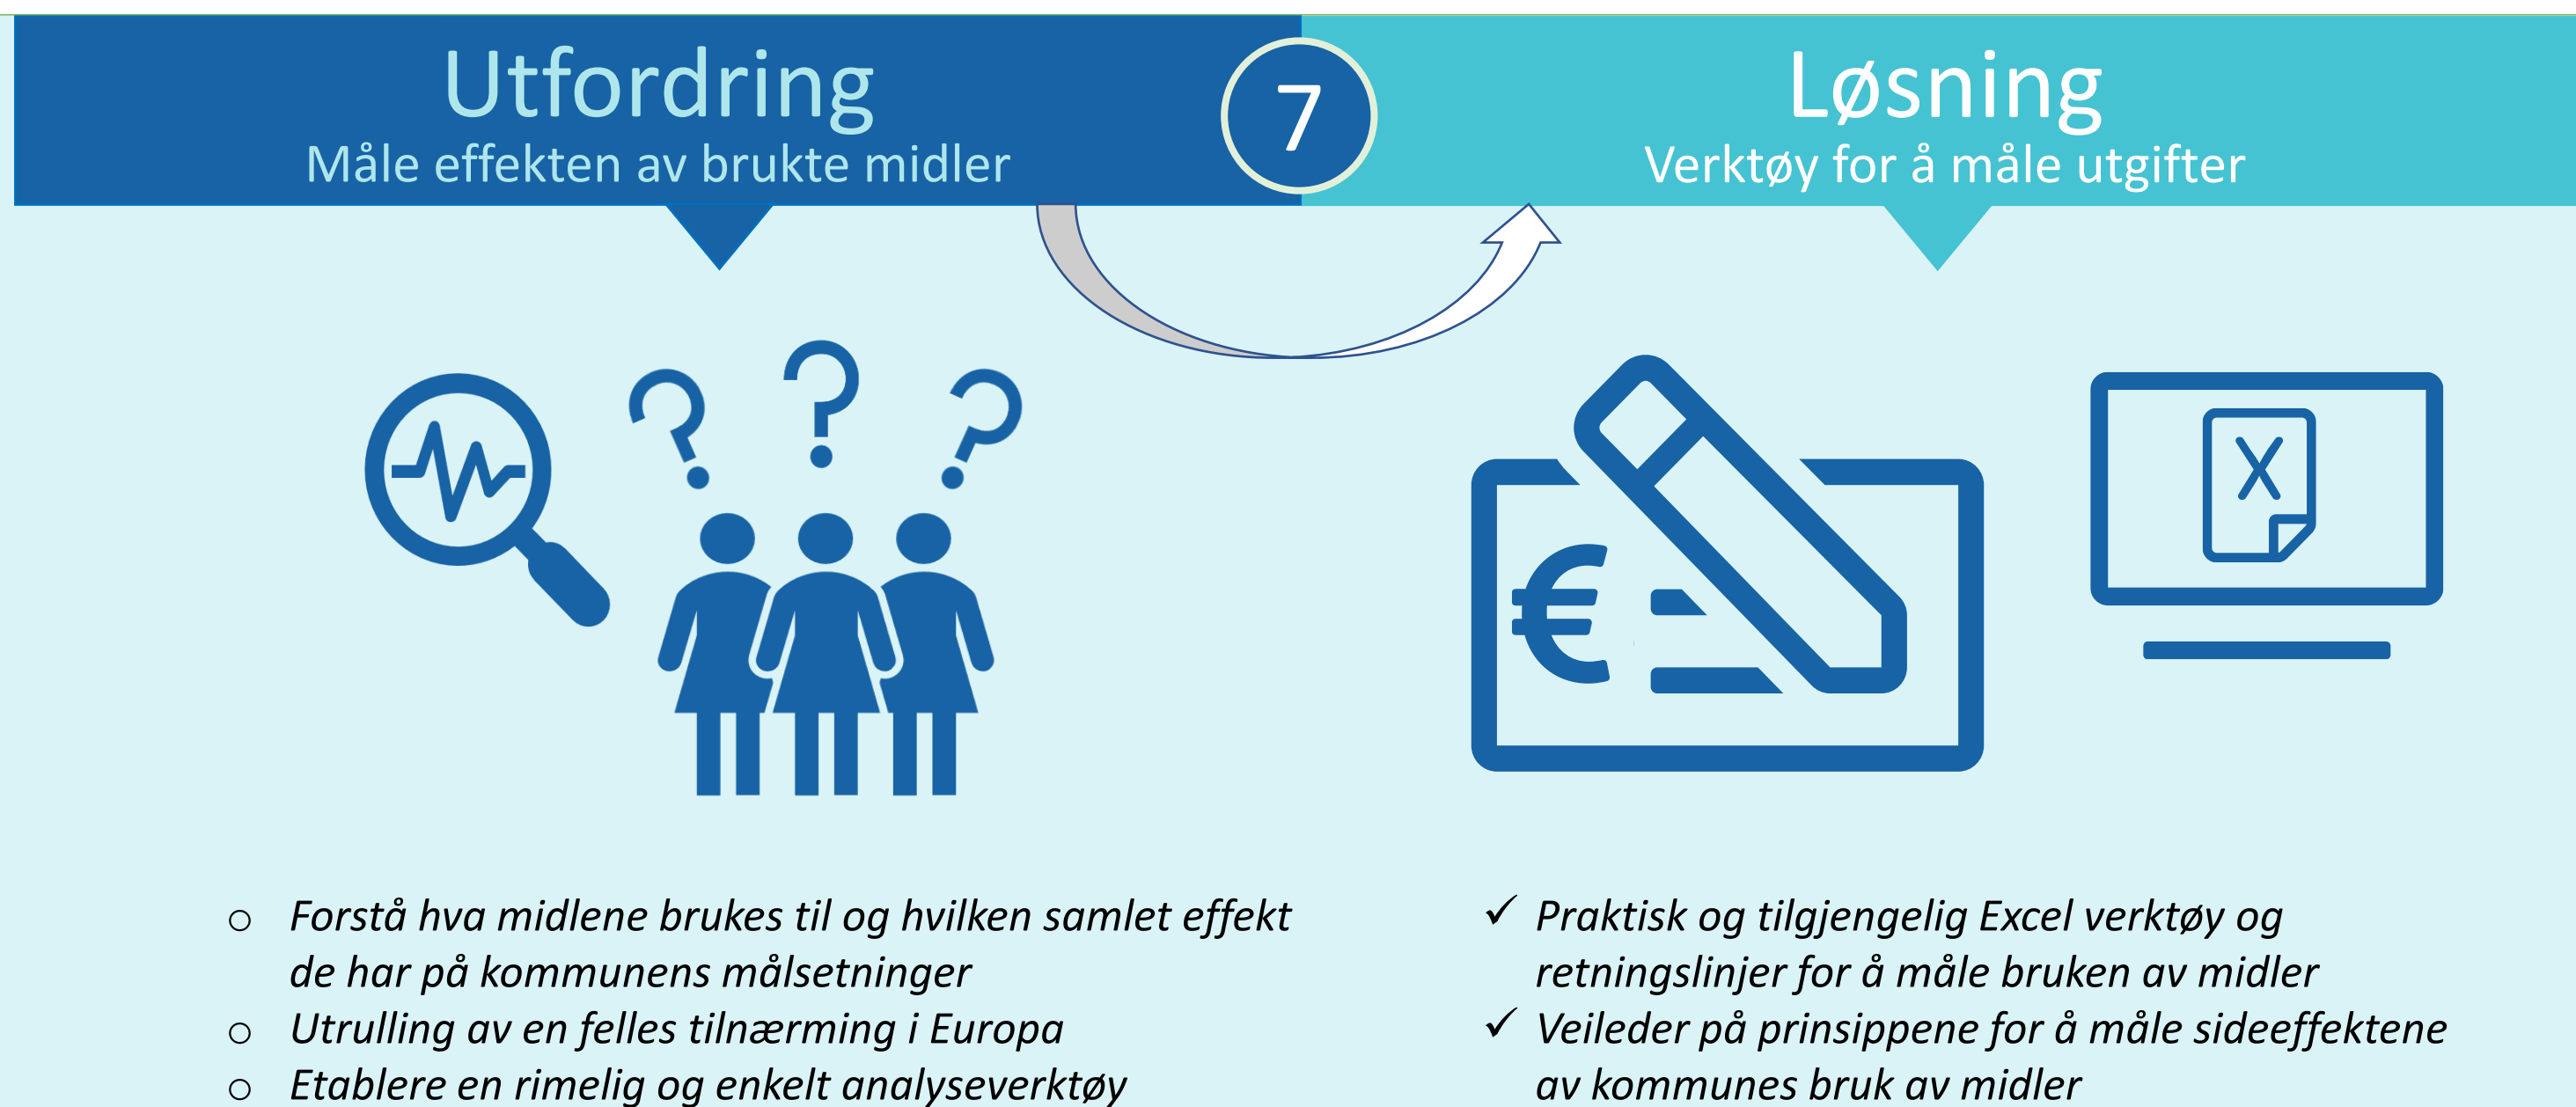 Utfordring
Måle effekten av brukte midler
7
Løsning
Verktøy for å måle utgifter
? ? ?
X
€
o Forstå hva midlene brukes til og hvilken samlet effekt
de har på kommunens målsetninger
o Utrulling av en felles tilnærming i Europa
o Etablere en rimelig og enkelt analyseverktøy
✓ Praktisk og tilgjengelig Excel verktøy og
retningslinjer for å måle bruken av midler
✓ Veileder på prinsippene for å måle sideeffektene
av kommunes bruk av midler